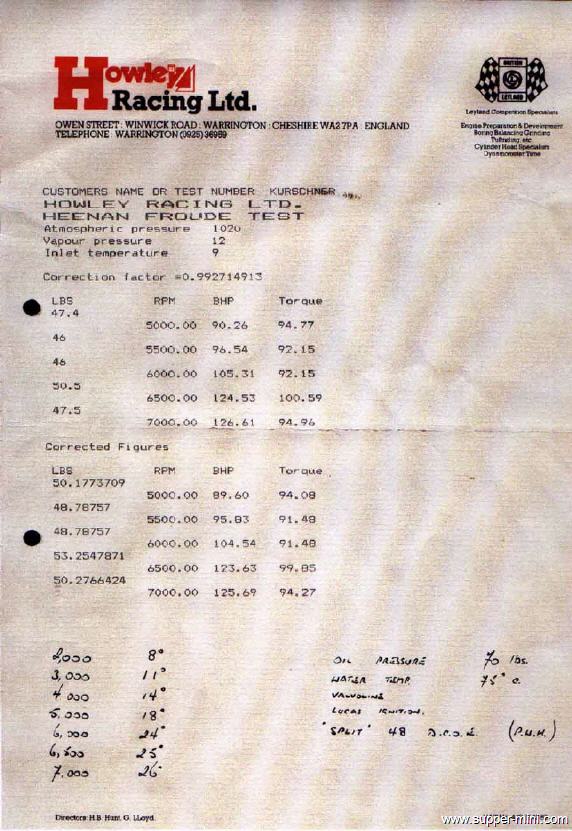 Howley
Racing Ltd.
OWEN STREET : WINWICK ROAD : WARRINGTON : CHESHIRE WA2 7PA : ENGLAND
TELEPHONE : WARRINGTON (0925) 36959
BRITISH
LEYLAND
Leyland Competition Specialists
Engine Preparation & Development
Boring Balancing Grinding
Tuftriding, etc.
Cylinder Head Specialists
Dynamometer Time
CUSTOMERS NAME OR TEST NUMBER KURSCHNER
HOWLEY RACING LTD.
HEENAN FROUDE TEST
Atmospheric pressure 1020
Vapour pressure 12
Inlet temperature 9
Correction factor =0.992714913
LBS RPM BHP Torque
47.4
5000.00 90.26 94.77
46
5500.00 96.54 92.15
46
6000.00 105.31 92.15
50.5
6500.00 124.53 100.59
47.5
7000.00 126.61 94.96
Corrected Figures
LBS RPM BHP Torque
50.1773709
5000.00 89.60 94.08
48.78757
5500.00 95.83 91.48
48.78757
6000.00 104.54 91.48
53.2547871
6500.00 123.63 99.85
50.2766424
7000.00 125.69 94.27
2,000 8°
3,000 11°
4,000 14°
5,000 18°
6,000 24°
6,500 25°
7,000 26°
OIL PRESSURE 70 lbs.
WATER TEMP. 75° c.
VALVOLINE
LUCAS IGNITION.
"SPLIT" 48 D.C.O.E. (P.U.H.)
Directors: H.B. Hunt, G. Lloyd.
www.supper-mini.com